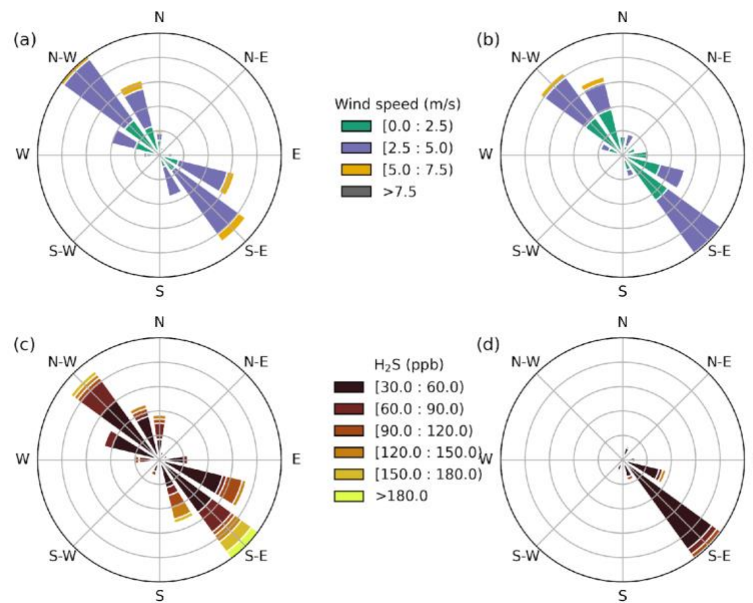 (a)
N
N-W
N-E
W
E
S-W
S-E
S
Wind speed (m/s)
[0.0 : 2.5)
[2.5 : 5.0)
[5.0 : 7.5)
>7.5
(b)
N
N-W
N-E
W
E
S-W
S-E
S
(c)
N
N-W
N-E
W
E
S-W
S-E
S
H₂S (ppb)
[30.0 : 60.0)
[60.0 : 90.0)
[90.0 : 120.0)
[120.0 : 150.0)
[150.0 : 180.0)
>180.0
(d)
N
N-W
N-E
W
E
S-W
S-E
S